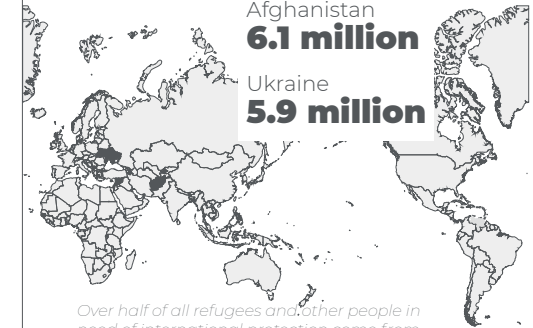 Afghanistan
6.1 million
Ukraine
5.9 million
Over half of all refugees and other people in
need of international protection came from